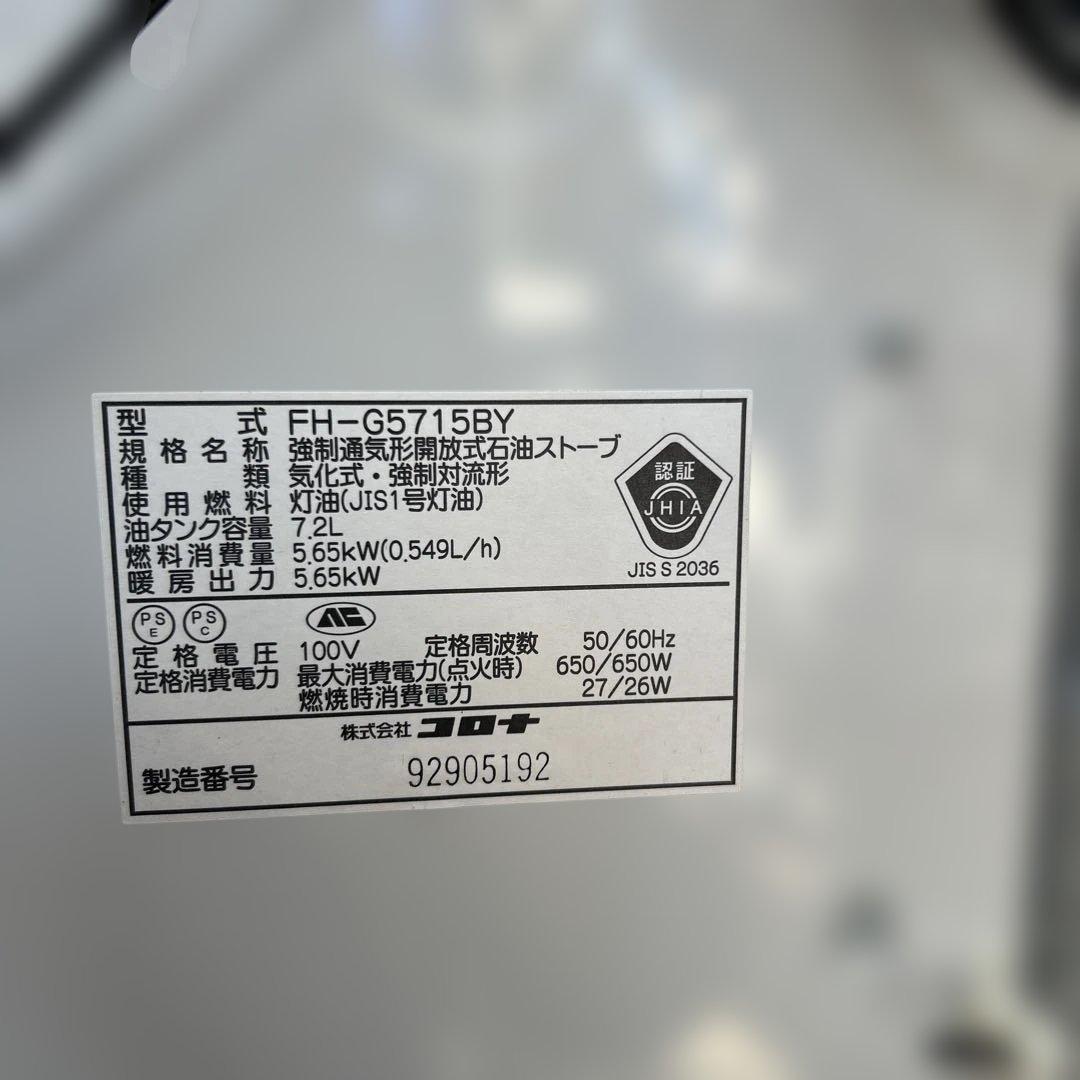 型式 FH-G5715BY
規格名称 強制通気形開放式石油ストーブ
種類 気化式・強制対流形
使用燃料 灯油(JIS1号灯油)
油タンク容量 7.2L
燃料消費量 5.65kW(0.549L/h)
暖房出力 5.65kW
認証
JHIA
JIS S 2036
PS E PS C
定格電圧 100V 定格周波数 50/60Hz
定格消費電力 最大消費電力(点火時) 650/650W
燃焼時消費電力 27/26W
株式会社 コロナ
製造番号 92905192